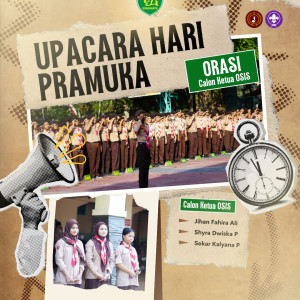 UPACARA HARI
PRAMUKA
ORASI
Calon Ketua OSIS
Calon Ketua OSIS
Jihan Fahira Ali
Shyra Dwiska P
Sekar Kalyana P